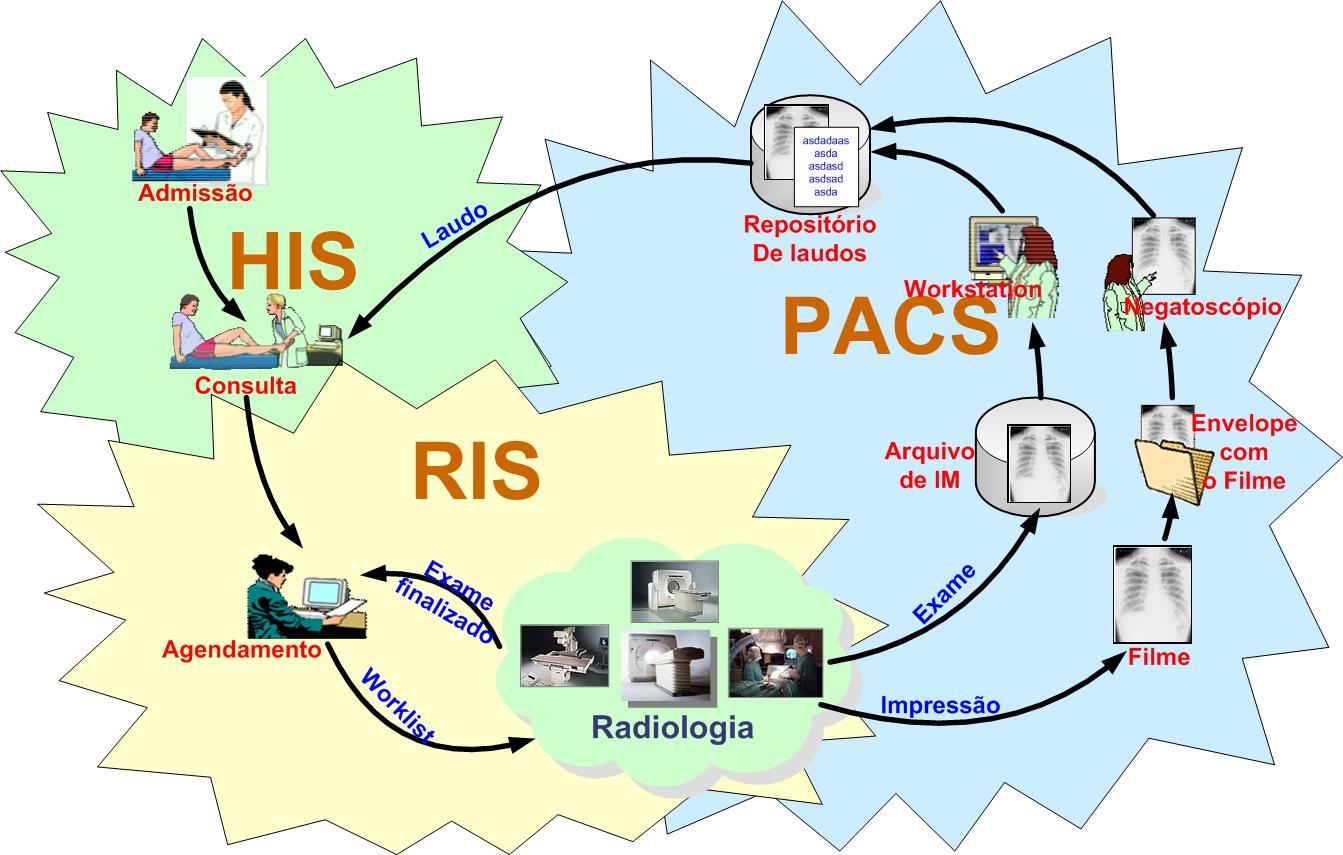 Admissão
HIS
Consulta
Laudo
asdadaas
asda
asdasd
asdsad
asda
Repositório
De laudos
Workstation
Negatoscópio
PACS
Arquivo
de IM
Envelope
com
o Filme
Filme
RIS
Agendamento
Exame
finalizado
Worklist
Radiologia
Exame
Impressão